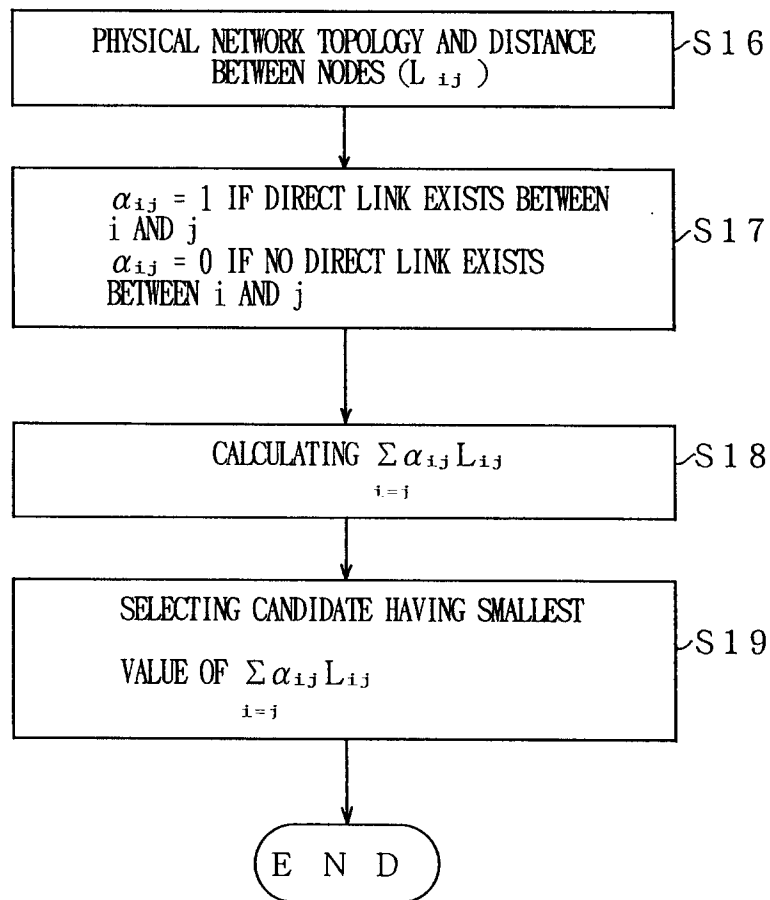 PHYSICAL NETWORK TOPOLOGY AND DISTANCE
BETWEEN NODES (L ij )
S16
αij = 1 IF DIRECT LINK EXISTS BETWEEN
i AND j
αij = 0 IF NO DIRECT LINK EXISTS
BETWEEN i AND j
S17
CALCULATING Σ αij Lij
i=j
S18
SELECTING CANDIDATE HAVING SMALLEST
VALUE OF Σ αij Lij
i=j
S19
END